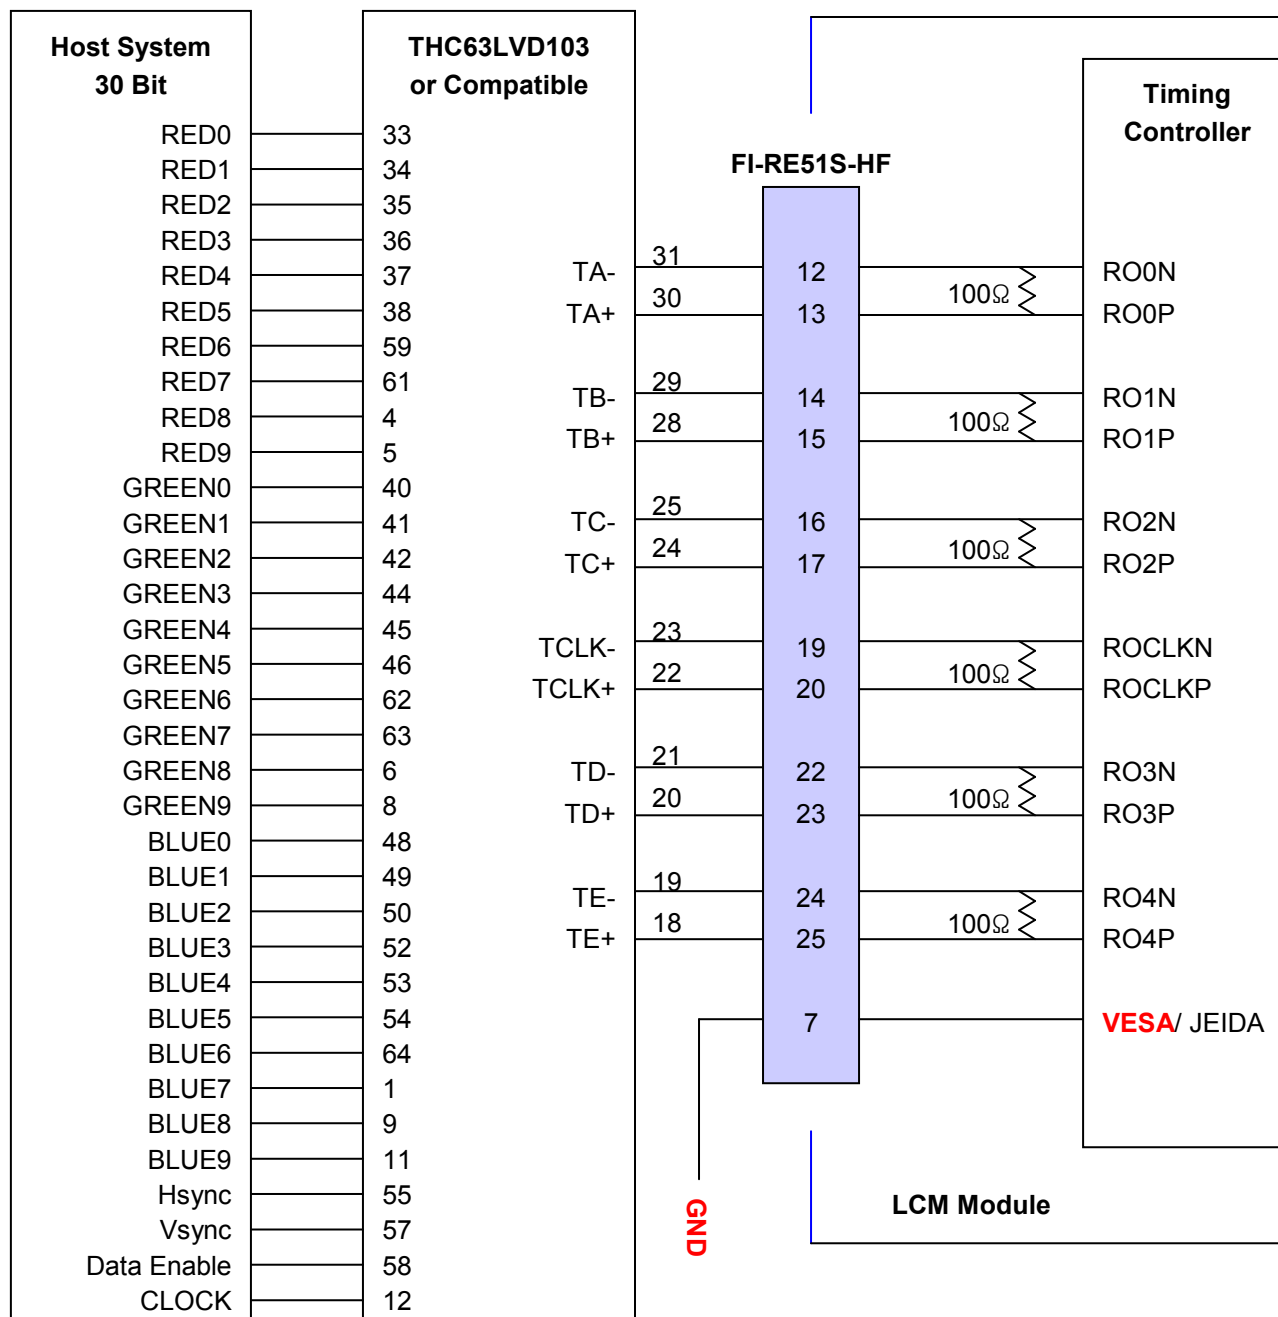 Host System
30 Bit
THC63LVD103
or Compatible
Timing
Controller
FI-RE51S-HF
RED0 33
RED1 34
RED2 35
RED3 36
RED4 37
RED5 38
RED6 59
RED7 61
RED8 4
RED9 5
GREEN0 40
GREEN1 41
GREEN2 42
GREEN3 44
GREEN4 45
GREEN5 46
GREEN6 62
GREEN7 63
GREEN8 6
GREEN9 8
BLUE0 48
BLUE1 49
BLUE2 50
BLUE3 52
BLUE4 53
BLUE5 54
BLUE6 64
BLUE7 1
BLUE8 9
BLUE9 11
Hsync 55
Vsync 57
Data Enable 58
CLOCK 12
TA- 31 12 RO0N
100Ω
TA+ 30 13 RO0P
TB- 29 14 RO1N
100Ω
TB+ 28 15 RO1P
TC- 25 16 RO2N
100Ω
TC+ 24 17 RO2P
TCLK- 23 19 ROCLKN
100Ω
TCLK+ 22 20 ROCLKP
TD- 21 22 RO3N
100Ω
TD+ 20 23 RO3P
TE- 19 24 RO4N
100Ω
TE+ 18 25 RO4P
7 VESA/ JEIDA
GND
LCM Module